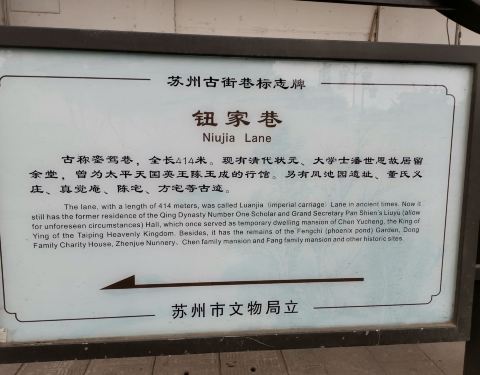 苏州古街巷标志牌
钮家巷
Niujia Lane
古称銮驾巷，全长414米。现有清代状元、大学士潘世恩故居留
余堂，曾为太平天国英王陈玉成的行馆。另有凤池园遗址、董氏义
庄、真觉庵、陈宅、方宅等古迹。
The lane, with a length of 414 meters, was called Luanjia (imperial carriage) Lane in ancient times. Now it
still has the former residence of the Qing Dynasty Number One Scholar and Grand Secretary Pan Shien's Liuyu (allow
for unforeseen circumstances) Hall, which once served as temporary dwelling mansion of Chen Yucheng, the King of
Ying of the Taiping Heavenly Kingdom. Besides, it has the remains of the Fengchi (phoenix pond) Garden, Dong
Family Charity House, Zhenjue Nunnery, Chen family mansion and Fang family mansion and other historic sites.
苏州市文物局立